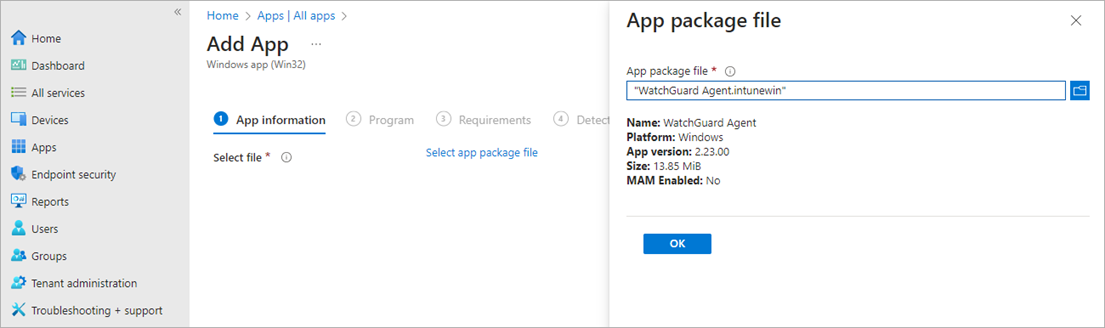 «
Home
Dashboard
All services
Devices
Apps
Endpoint security
Reports
Users
Groups
Tenant administration
Troubleshooting + support
Home > Apps | All apps >
Add App ...
Windows app (Win32)
1 App information 2 Program 3 Requirements 4 Detect
Select file * Select app package file
App package file
App package file *
"WatchGuard Agent.intunewin"
Name: WatchGuard Agent
Platform: Windows
App version: 2.23.00
Size: 13.85 MiB
MAM Enabled: No
OK